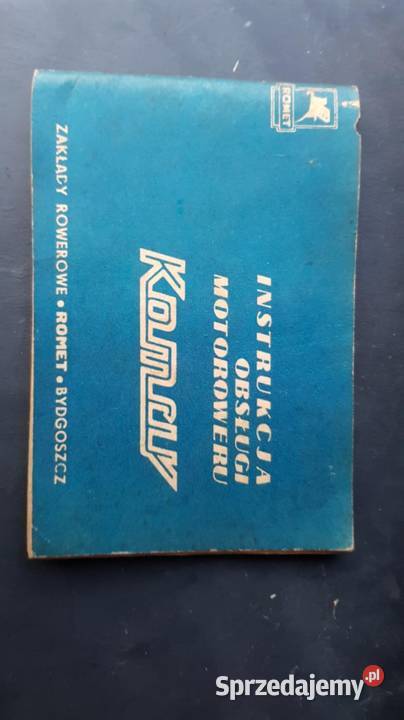 ROMET
INSTRUKCJA
OBSŁUGI
MOTOROWERU
Komar
ZAKŁADY ROWEROWE • ROMET • BYDGOSZCZ
Sprzedajemy.pl